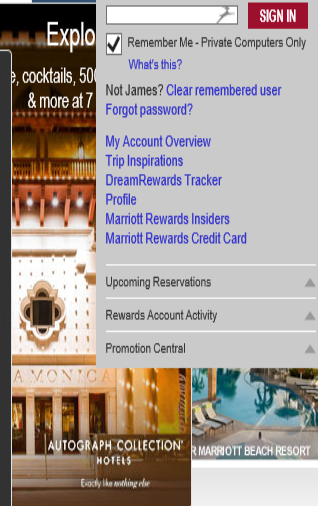 SIGN IN
Explo
Remember Me - Private Computers Only
What's this?
e, cocktails, 50
& more at 7
Not James? Clear remembered user
Forgot password?
My Account Overview
Trip Inspirations
DreamRewards Tracker
Profile
Marriott Rewards Insiders
Marriott Rewards Credit Card
Upcoming Reservations
Rewards Account Activity
Promotion Central
A MONICA
AUTOGRAPH COLLECTION
HOTELS
Exactly like nothing else
R MARRIOTT BEACH RESORT